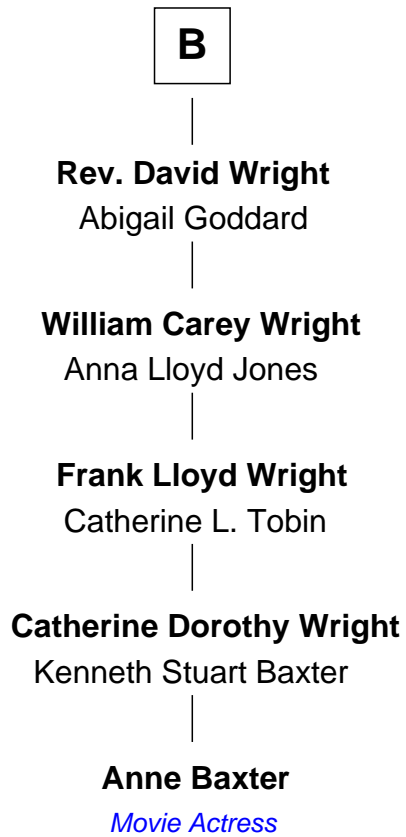 B
Rev. David Wright
Abigail Goddard
William Carey Wright
Anna Lloyd Jones
Frank Lloyd Wright
Catherine L. Tobin
Catherine Dorothy Wright
Kenneth Stuart Baxter
Anne Baxter
Movie Actress